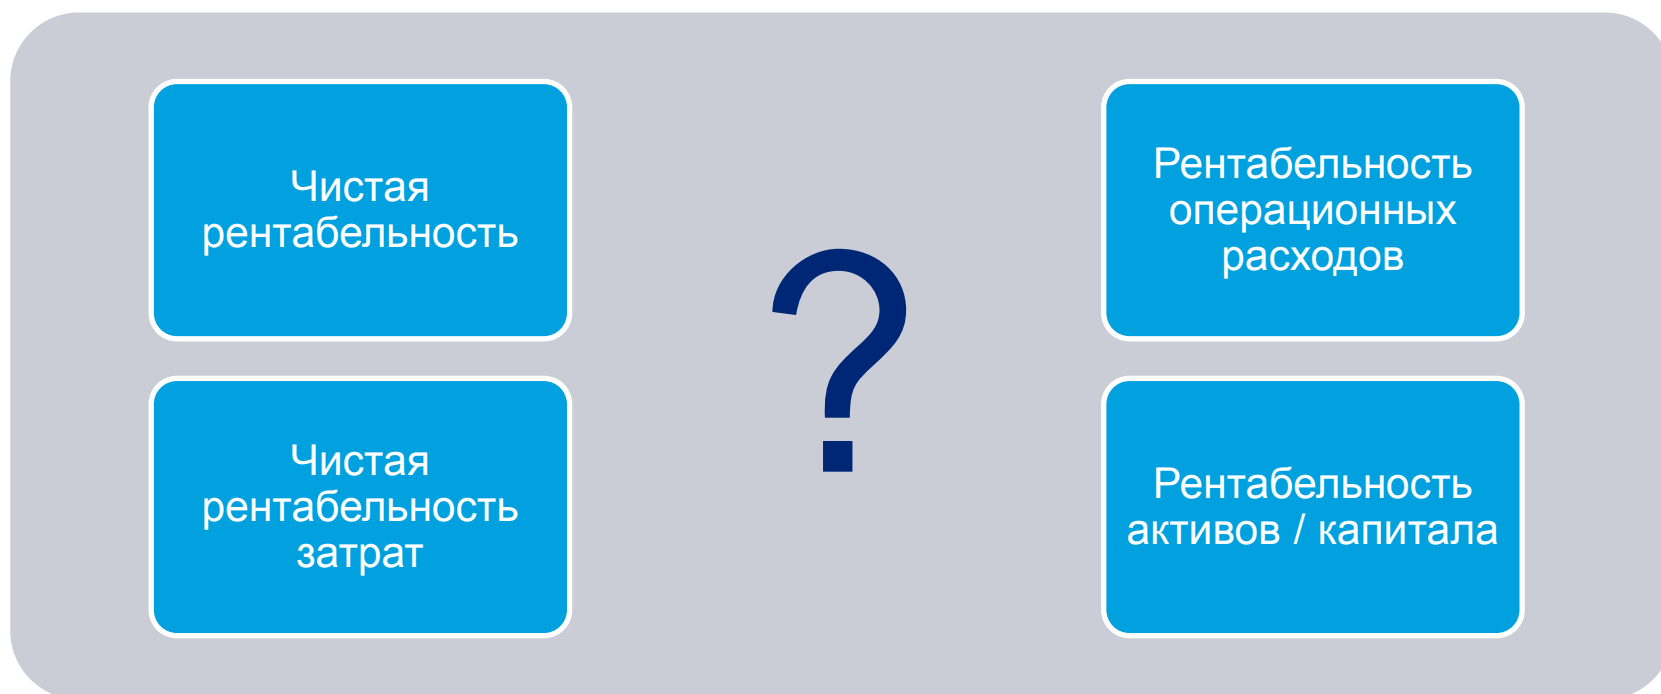 Чистая
рентабельность
Чистая
рентабельность
затрат
?
Рентабельность
операционных
расходов
Рентабельность
активов / капитала